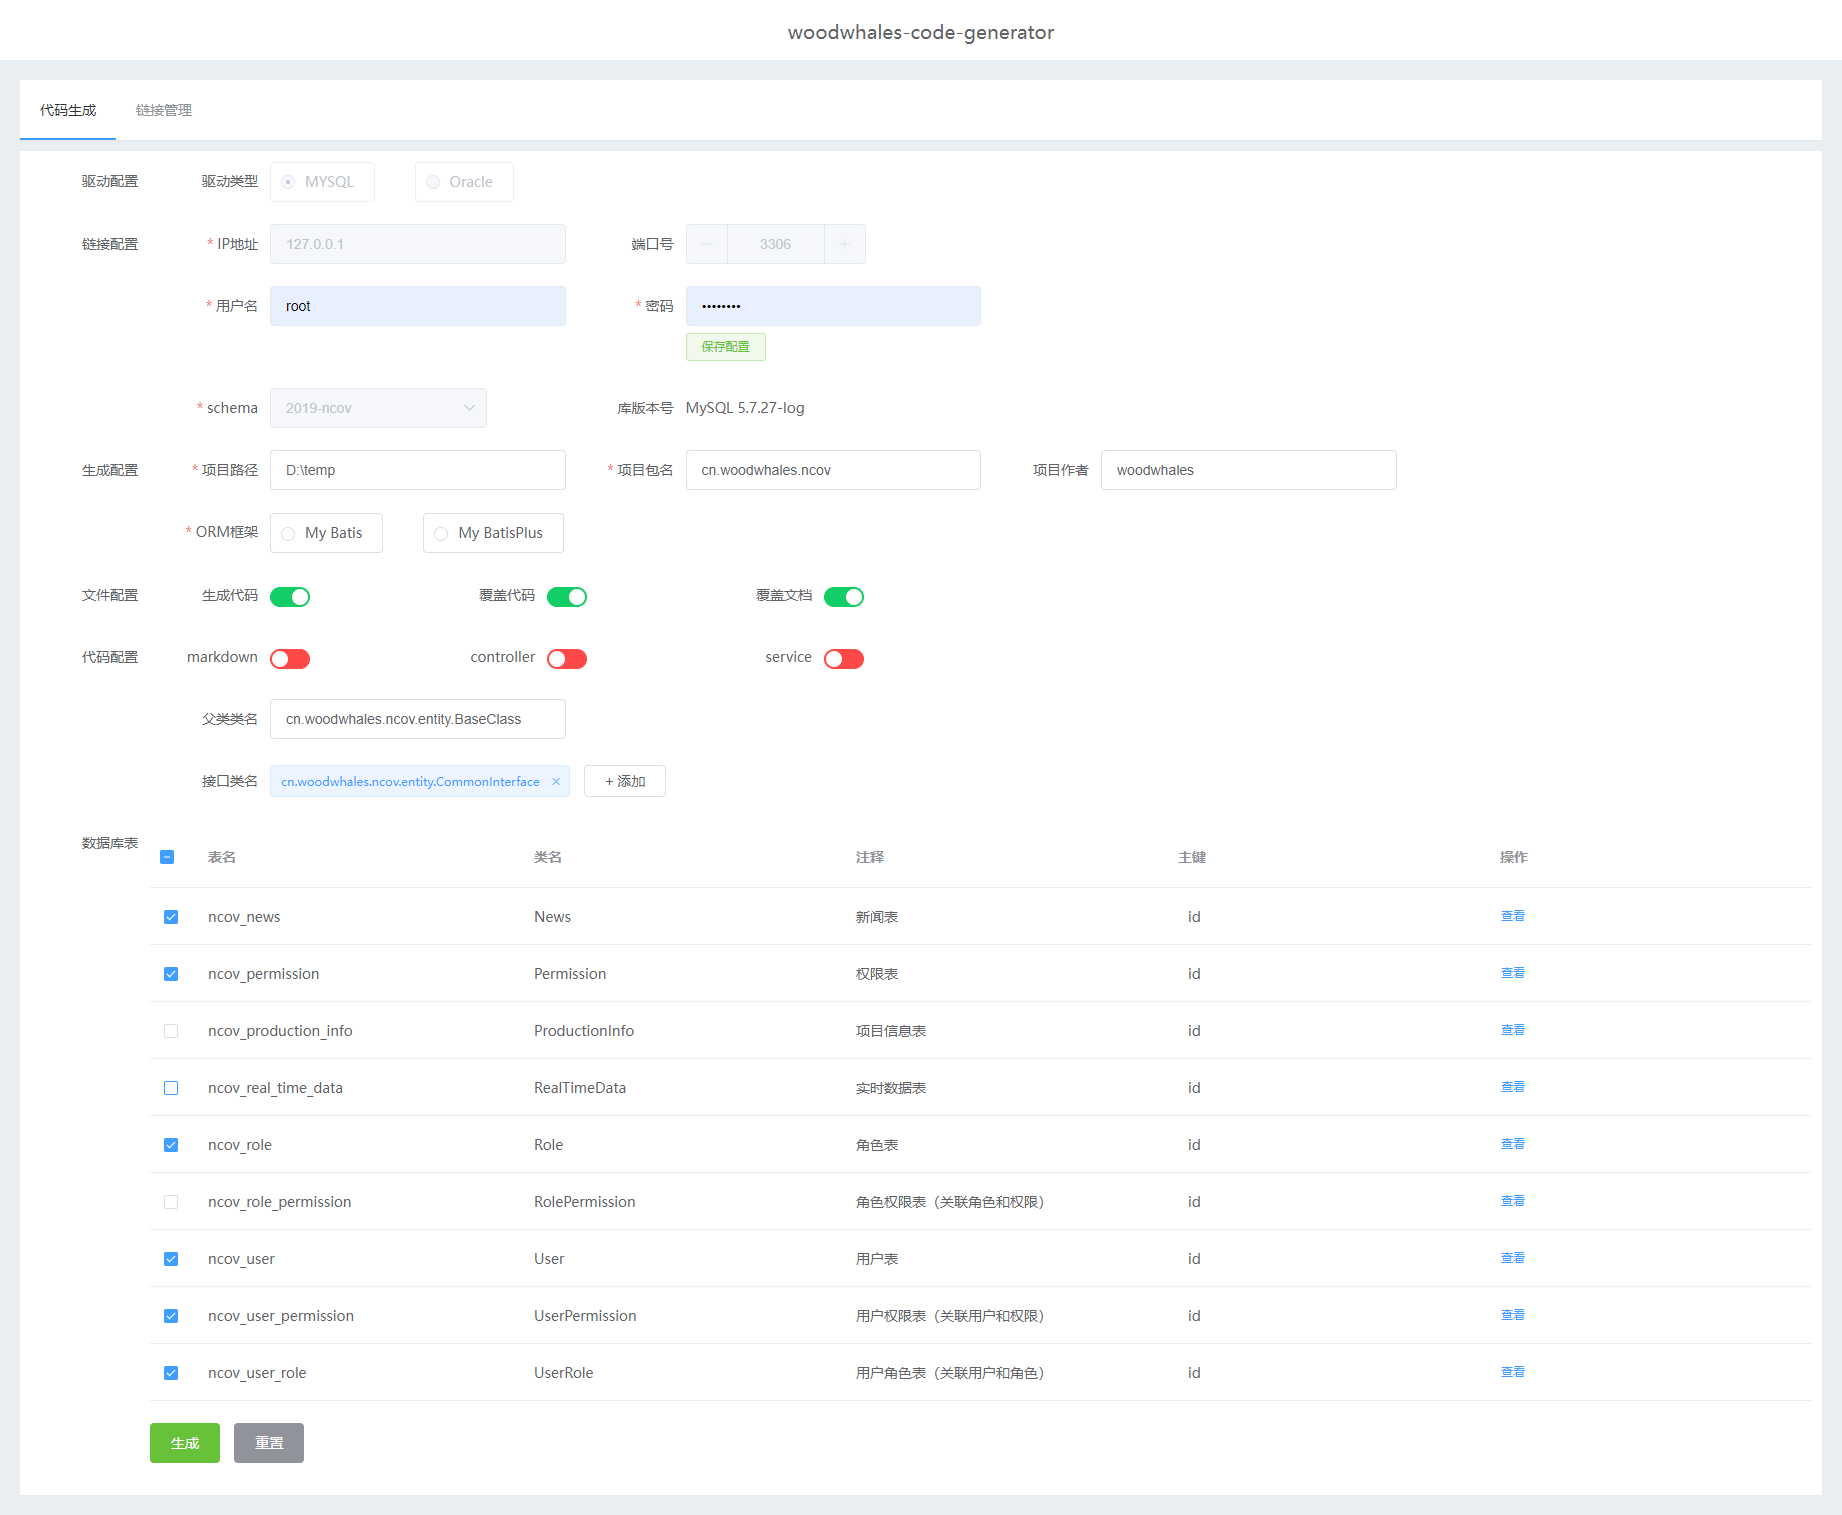 woodwhales-code-generator
代码生成 链接管理
驱动配置 驱动类型 MYSQL Oracle
链接配置 * IP地址 127.0.0.1 端口号 − 3306 +
* 用户名 root * 密码 ••••••••
保存配置
* schema 2019-ncov 库版本号 MySQL 5.7.27-log
生成配置 * 项目路径 D:\temp * 项目包名 cn.woodwhales.ncov 项目作者 woodwhales
* ORM框架 My Batis My BatisPlus
文件配置 生成代码 覆盖代码 覆盖文档
代码配置 markdown controller service
父类类名 cn.woodwhales.ncov.entity.BaseClass
接口类名 cn.woodwhales.ncov.entity.CommonInterface × + 添加
数据库表 表名 类名 注释 主键 操作
ncov_news News 新闻表 id 查看
ncov_permission Permission 权限表 id 查看
ncov_production_info ProductionInfo 项目信息表 id 查看
ncov_real_time_data RealTimeData 实时数据表 id 查看
ncov_role Role 角色表 id 查看
ncov_role_permission RolePermission 角色权限表（关联角色和权限） id 查看
ncov_user User 用户表 id 查看
ncov_user_permission UserPermission 用户权限表（关联用户和权限） id 查看
ncov_user_role UserRole 用户角色表（关联用户和角色） id 查看
生成 重置